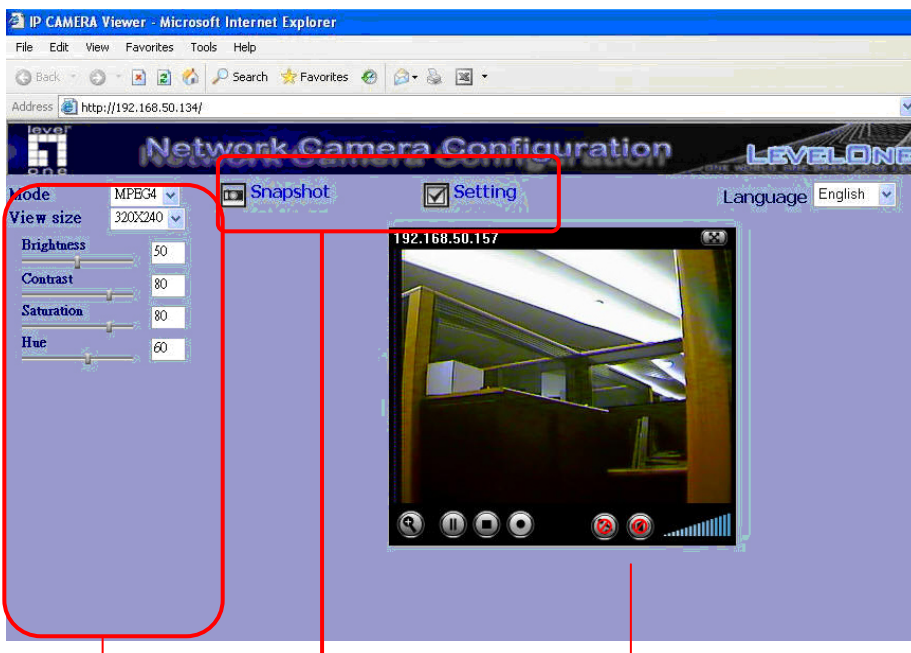 IP CAMERA Viewer - Microsoft Internet Explorer
File Edit View Favorites Tools Help
Back Search Favorites
Address http://192.168.50.134/
level one
Network Camera Configuration
LEVELONE
Mode MPEG4
View size 320X240
Snapshot
Setting
Language English
Brightness 50
Contrast 80
Saturation 80
Hue 60
192.168.50.157